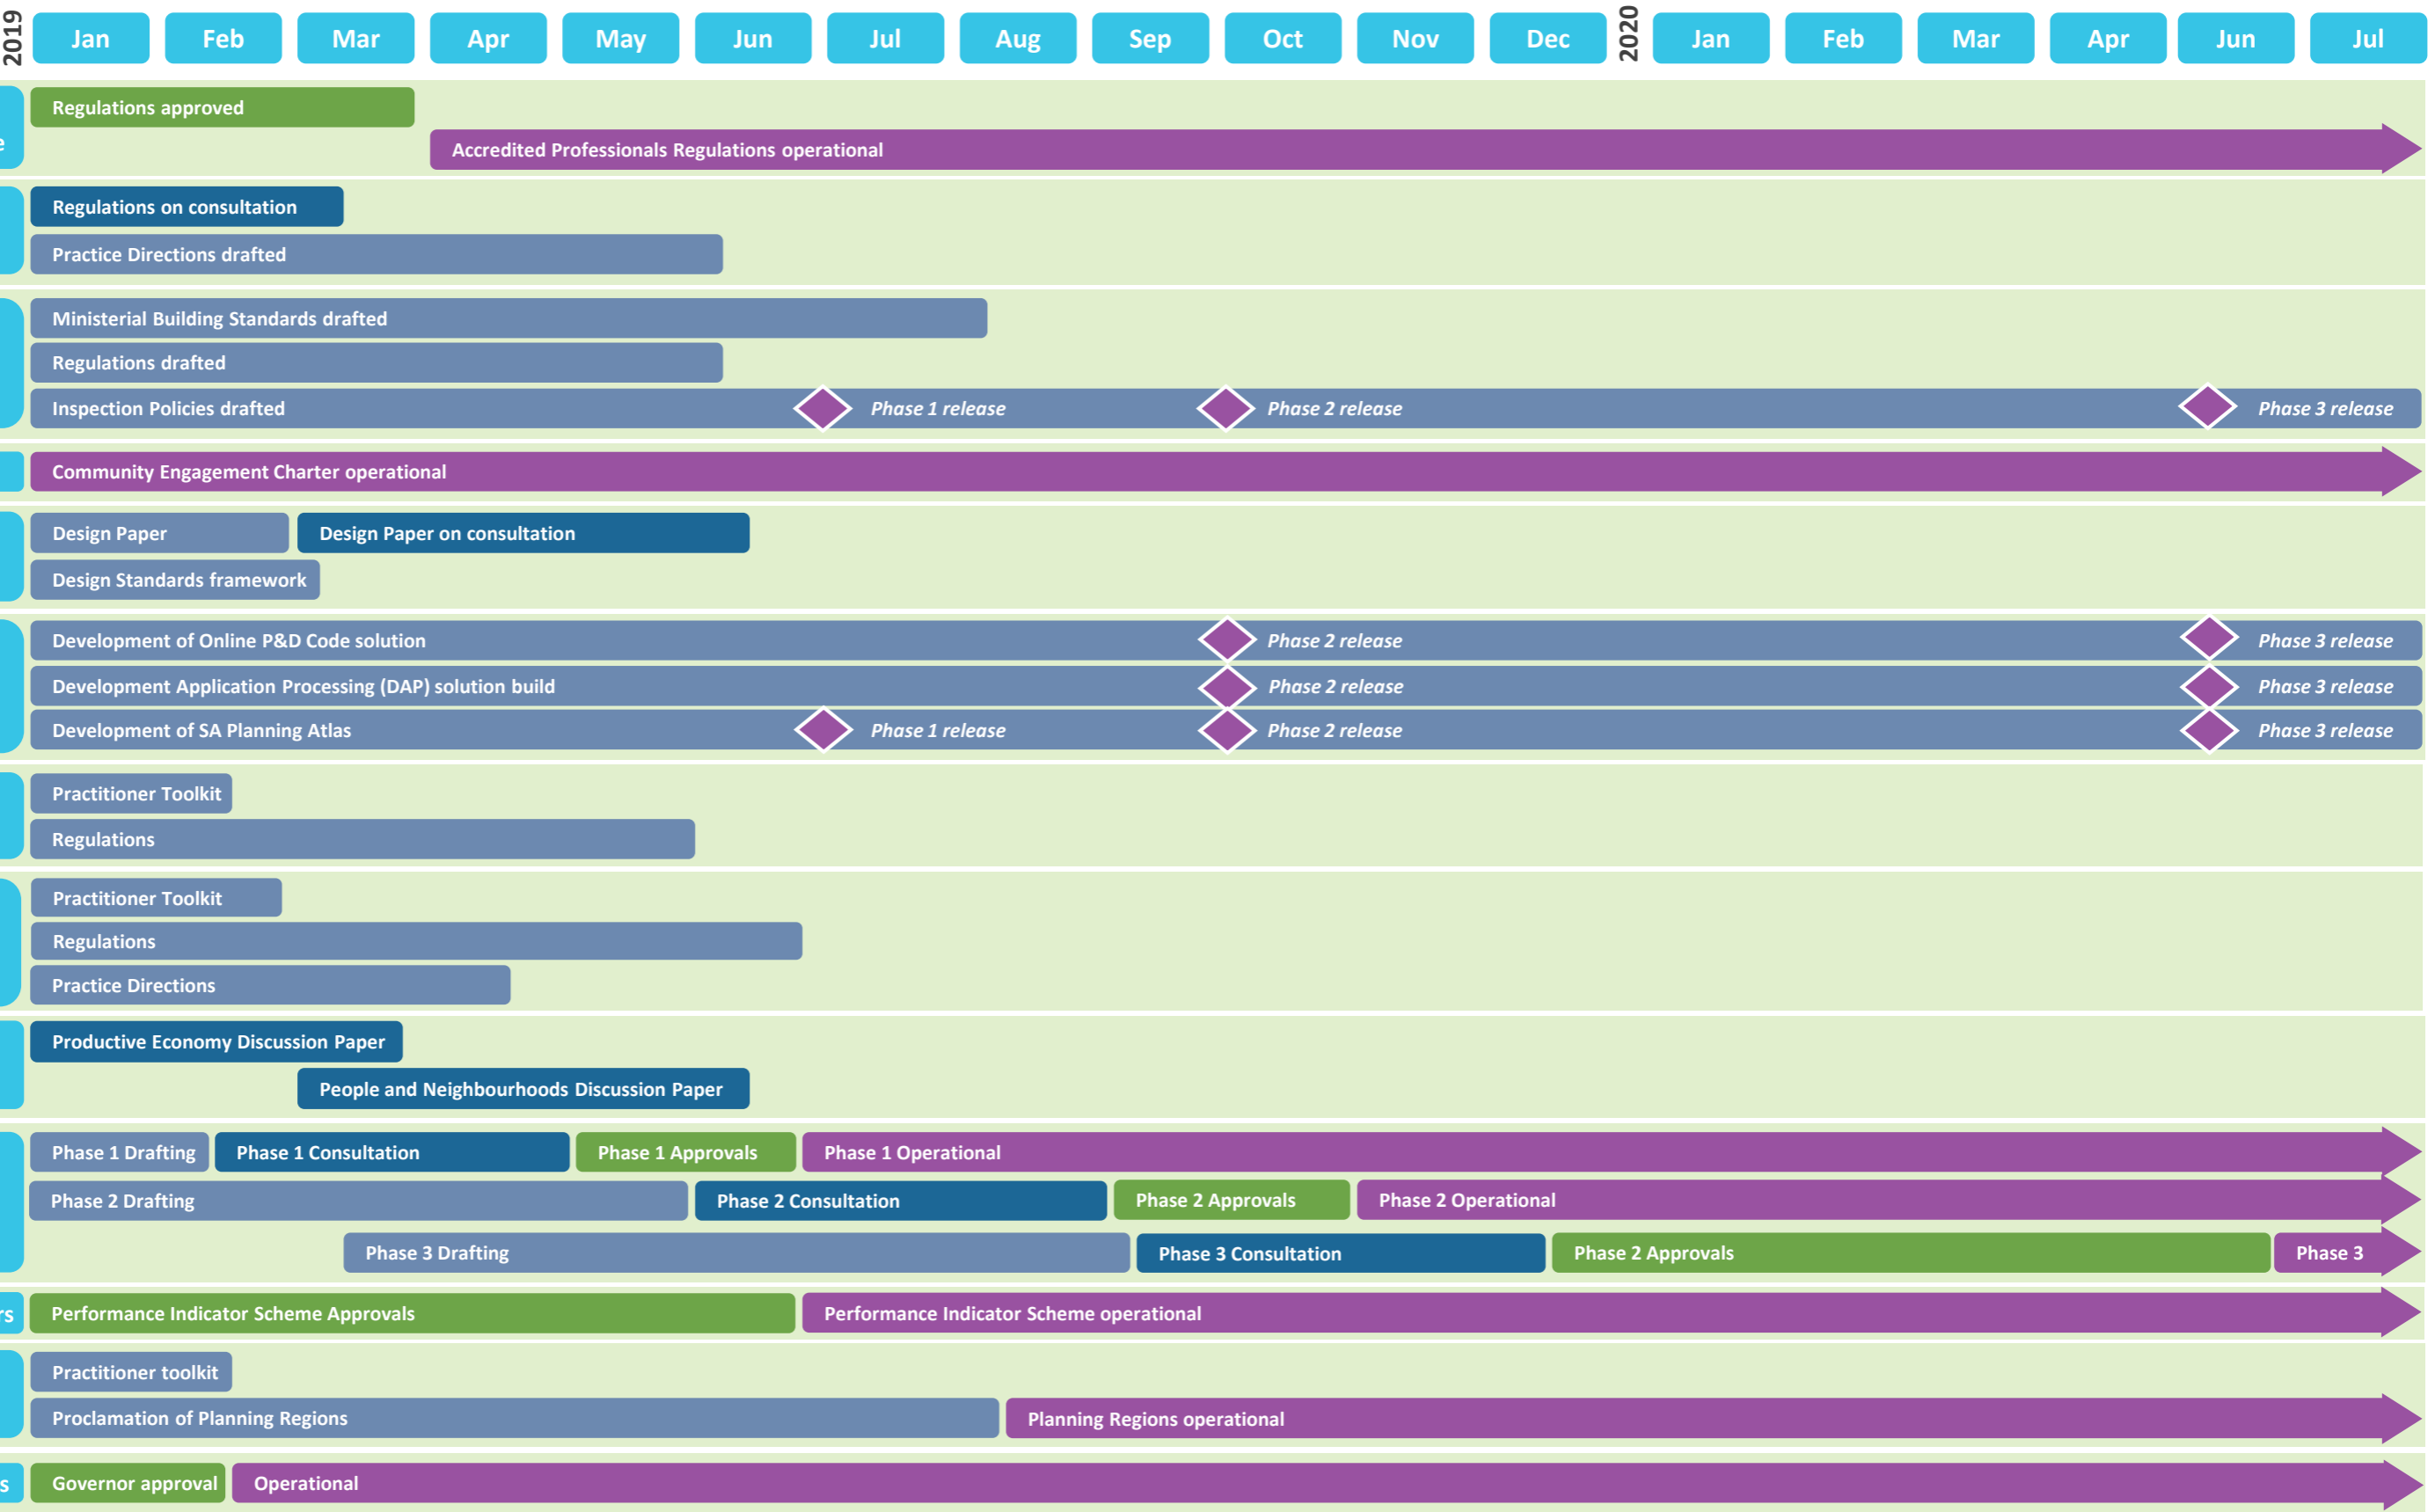 2019
Jan
Feb
Mar
Apr
May
Jun
Jul
Aug
Sep
Oct
Nov
Dec
2020
Jan
Feb
Mar
Apr
Jun
Jul
Regulations approved
e
Accredited Professionals Regulations operational
Regulations on consultation
Practice Directions drafted
Ministerial Building Standards drafted
Regulations drafted
Inspection Policies drafted
Phase 1 release
Phase 2 release
Phase 3 release
Community Engagement Charter operational
Design Paper
Design Paper on consultation
Design Standards framework
Development of Online P&D Code solution
Phase 2 release
Phase 3 release
Development Application Processing (DAP) solution build
Phase 2 release
Phase 3 release
Development of SA Planning Atlas
Phase 1 release
Phase 2 release
Phase 3 release
Practitioner Toolkit
Regulations
Practitioner Toolkit
Regulations
Practice Directions
Productive Economy Discussion Paper
People and Neighbourhoods Discussion Paper
Phase 1 Drafting
Phase 1 Consultation
Phase 1 Approvals
Phase 1 Operational
Phase 2 Drafting
Phase 2 Consultation
Phase 2 Approvals
Phase 2 Operational
Phase 3 Drafting
Phase 3 Consultation
Phase 2 Approvals
Phase 3
rs
Performance Indicator Scheme Approvals
Performance Indicator Scheme operational
Practitioner toolkit
Proclamation of Planning Regions
Planning Regions operational
s
Governor approval
Operational